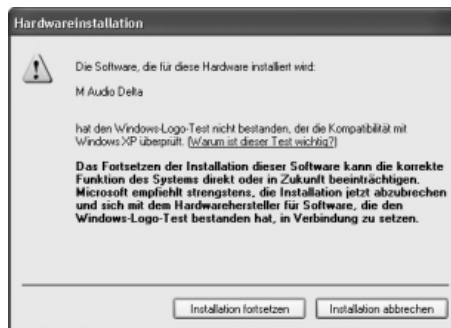 Hardwareinstallation
Die Software, die für diese Hardware installiert wird:
M Audio Delta
hat den Windows-Logo-Test nicht bestanden, der die Kompatibilität mit
Windows XP überprüft. (Warum ist dieser Test wichtig?)
Das Fortsetzen der Installation dieser Software kann die korrekte
Funktion des Systems direkt oder in Zukunft beeinträchtigen.
Microsoft empfiehlt strengstens, die Installation jetzt abzubrechen
und sich mit dem Hardwarehersteller für Software, die den
Windows-Logo-Test bestanden hat, in Verbindung zu setzen.
Installation fortsetzen
Installation abbrechen